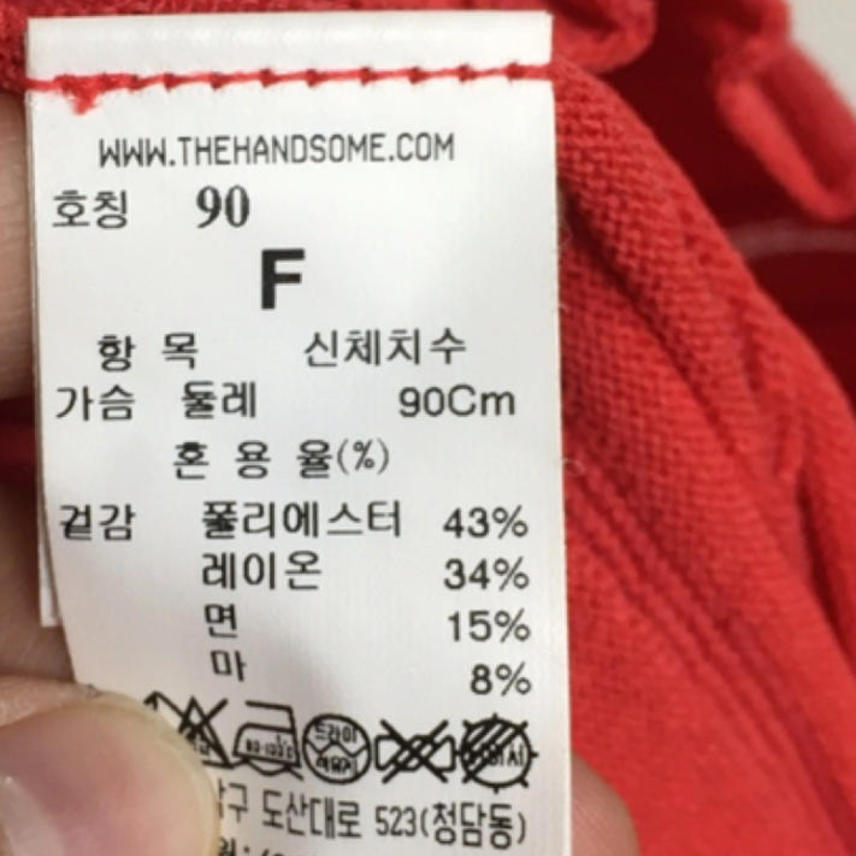 WWW.THEHANDSOME.COM
호칭 90
F
항 목 신체치수
가슴 둘레 90Cm
혼 용 율(%)
겉감 폴리에스터 43%
레이온 34%
면 15%
마 8%
드라이
구 도산대로 523(청담동)